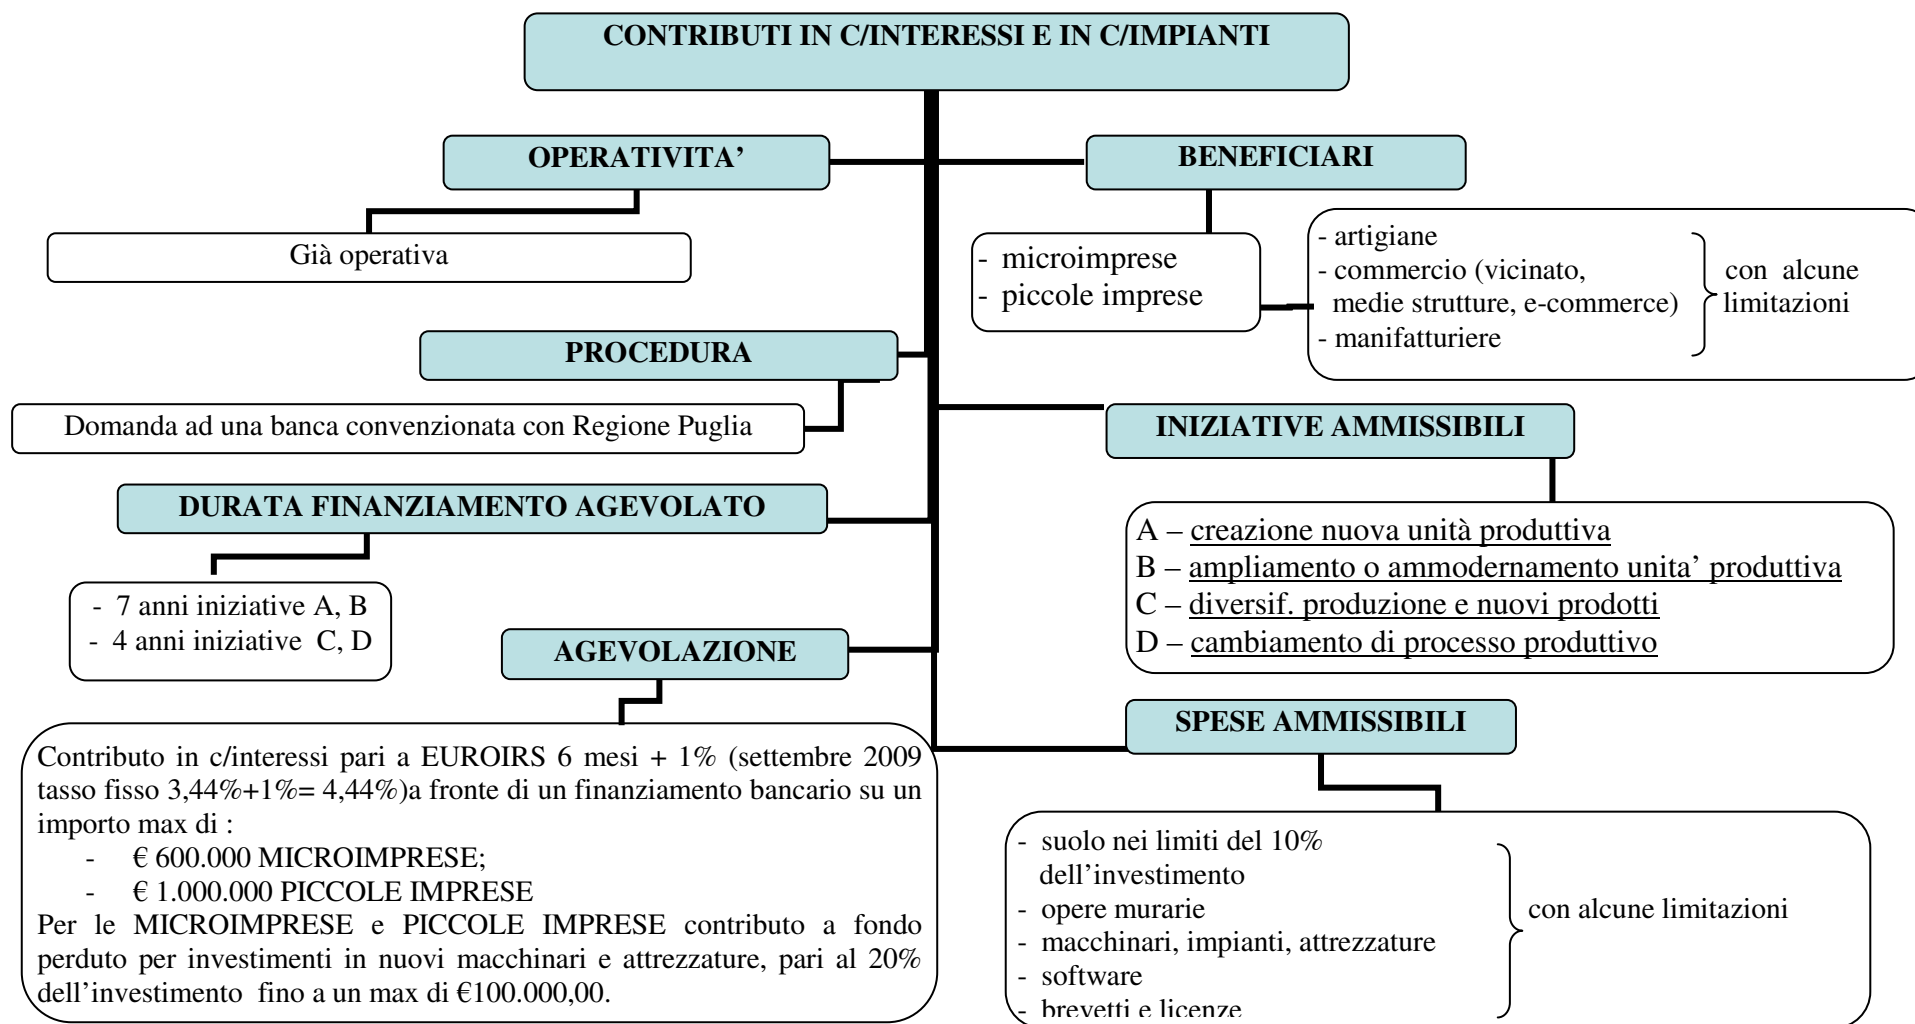 CONTRIBUTI IN C/INTERESSI E IN C/IMPIANTI
OPERATIVITA’
Già operativa
BENEFICIARI
- microimprese
- piccole imprese
- artigiane
- commercio (vicinato,
medie strutture, e-commerce)
- manifatturiere
con alcune
limitazioni
PROCEDURA
Domanda ad una banca convenzionata con Regione Puglia
INIZIATIVE AMMISSIBILI
A – creazione nuova unità produttiva
B – ampliamento o ammodernamento unita’ produttiva
C – diversif. produzione e nuovi prodotti
D – cambiamento di processo produttivo
DURATA FINANZIAMENTO AGEVOLATO
- 7 anni iniziative A, B
- 4 anni iniziative C, D
AGEVOLAZIONE
Contributo in c/interessi pari a EUROIRS 6 mesi + 1% (settembre 2009
tasso fisso 3,44%+1%= 4,44%)a fronte di un finanziamento bancario su un
importo max di :
- € 600.000 MICROIMPRESE;
- € 1.000.000 PICCOLE IMPRESE
Per le MICROIMPRESE e PICCOLE IMPRESE contributo a fondo
perduto per investimenti in nuovi macchinari e attrezzature, pari al 20%
dell’investimento fino a un max di €100.000,00.
SPESE AMMISSIBILI
- suolo nei limiti del 10%
dell’investimento
- opere murarie
- macchinari, impianti, attrezzature
- software
- brevetti e licenze
con alcune limitazioni